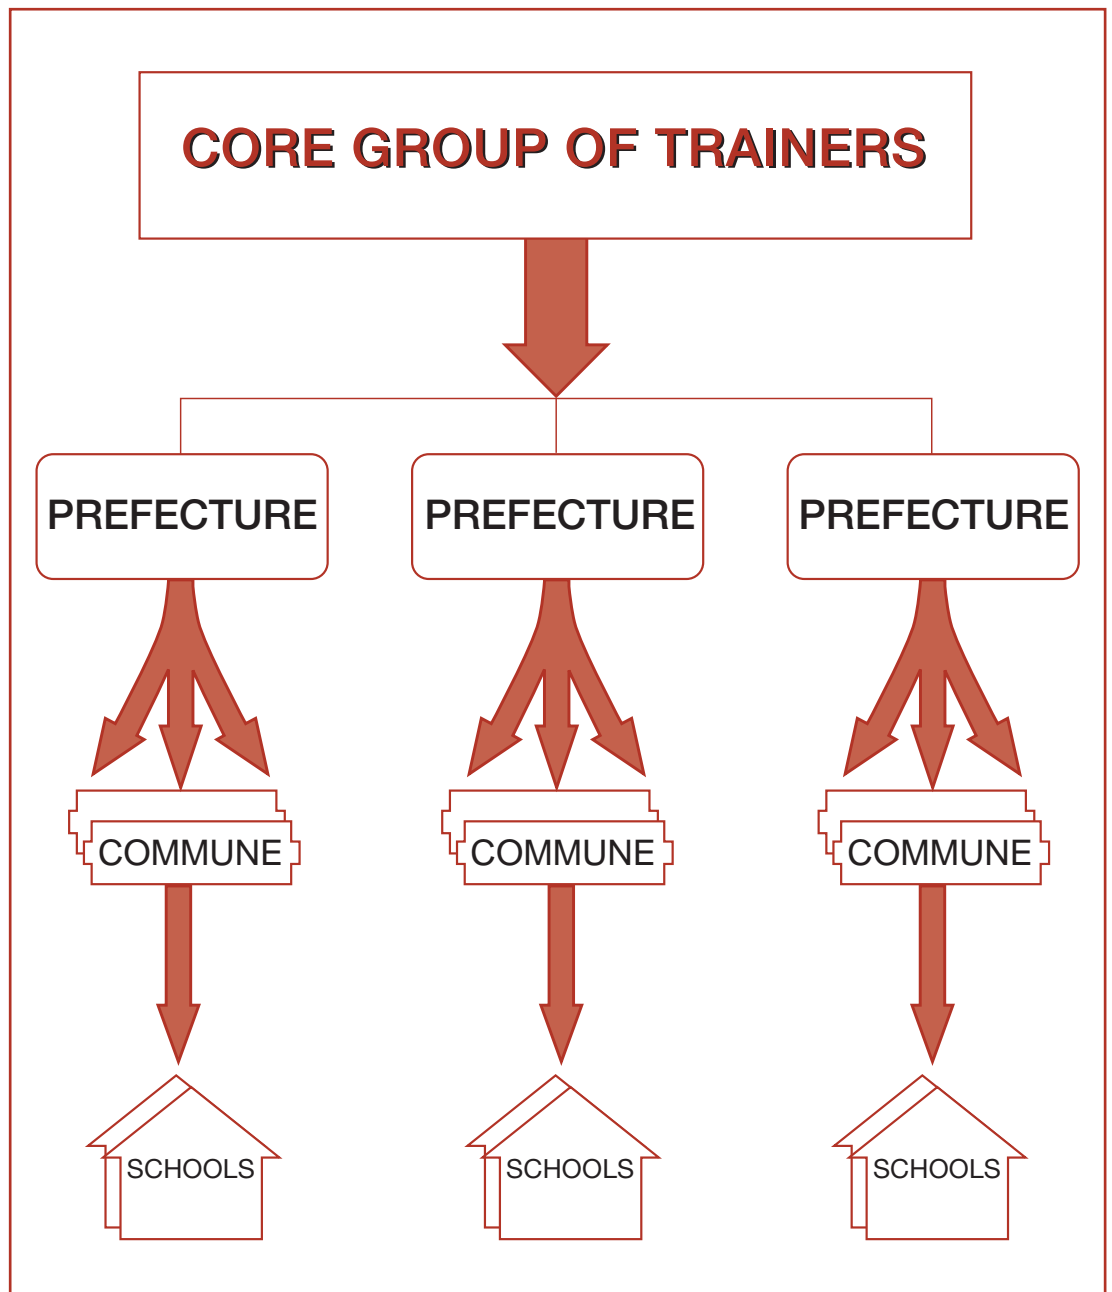 CORE GROUP OF TRAINERS
PREFECTURE
PREFECTURE
PREFECTURE
COMMUNE
COMMUNE
COMMUNE
SCHOOLS
SCHOOLS
SCHOOLS